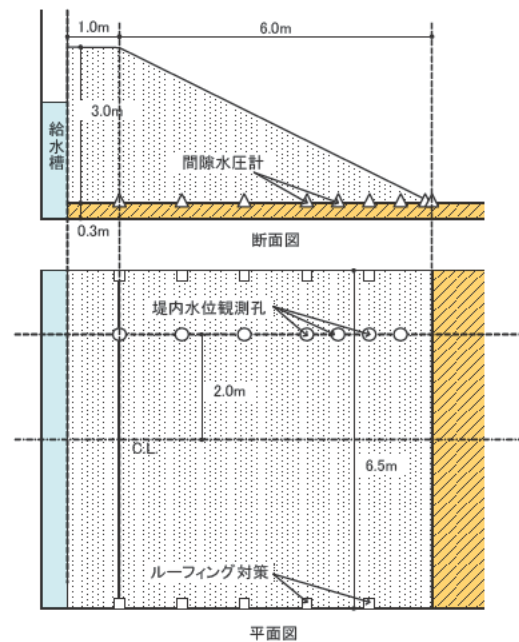 1.0m
6.0m
3.0m
給水槽
間隙水圧計
0.3m
断面図
堤内水位観測孔
2.0m
C.L.
6.5m
ルーフィング対策
平面図